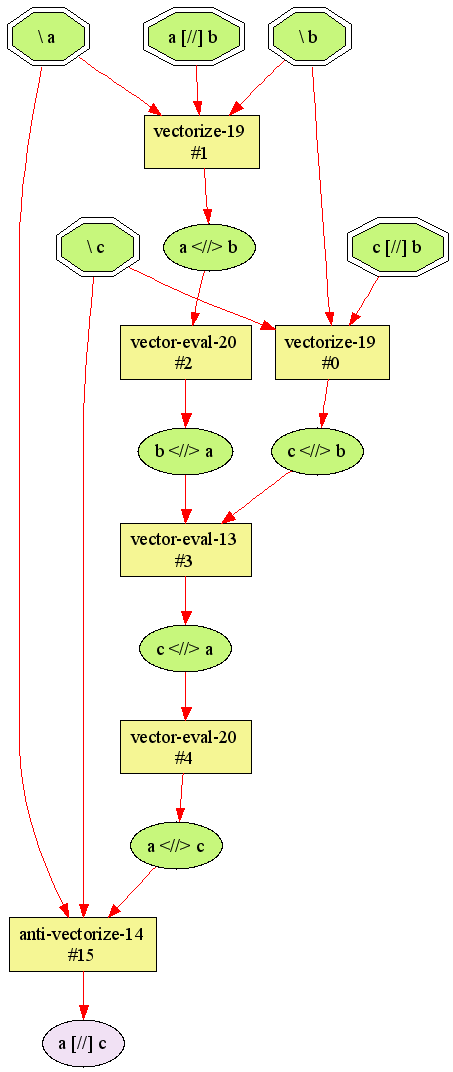 \ a
a [//] b
\ b
vectorize-19
#1
a <//> b
\ c
c [//] b
vector-eval-20
#2
vectorize-19
#0
b <//> a
c <//> b
vector-eval-13
#3
c <//> a
vector-eval-20
#4
a <//> c
anti-vectorize-14
#15
a [//] c